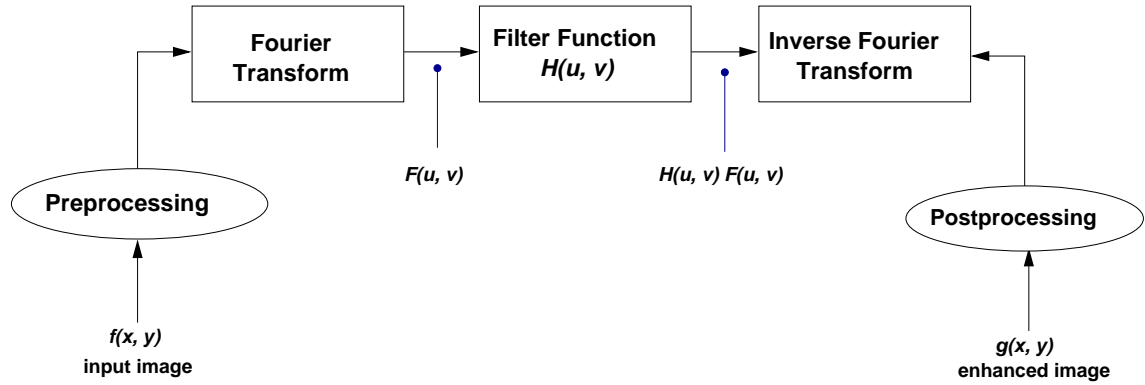 Fourier
Transform
Filter Function
H(u, v)
Inverse Fourier
Transform
F(u, v)
H(u, v) F(u, v)
Preprocessing
Postprocessing
f(x, y)
input image
g(x, y)
enhanced image